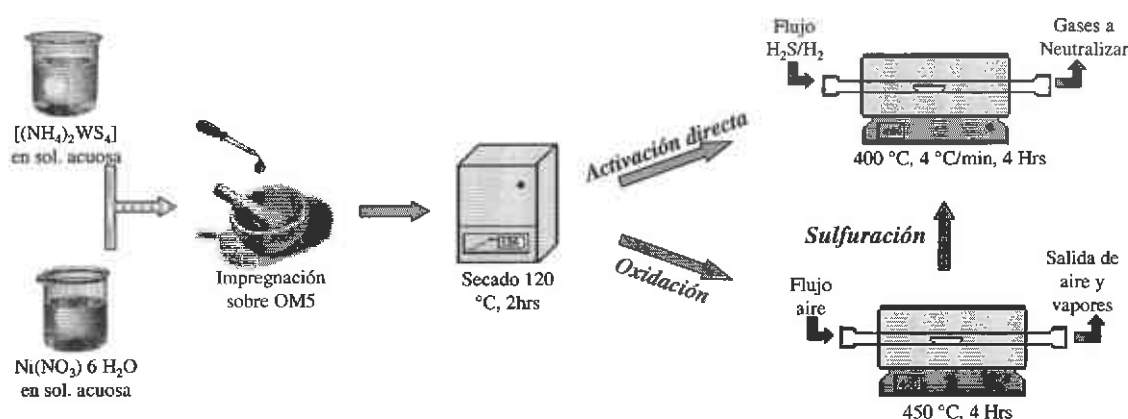 [(NH₄)₂WS₄]
en sol. acuosa
Ni(NO₃) 6 H₂O
en sol. acuosa
Impregnación
sobre OM5
Secado 120
°C, 2hrs
Activación directa
Oxidación
Flujo
H₂S/H₂
Gases a
Neutralizar
400 °C, 4 °C/min, 4 Hrs
Sulfuración
Flujo
aire
Salida de
aire y
vapores
450 °C, 4 Hrs